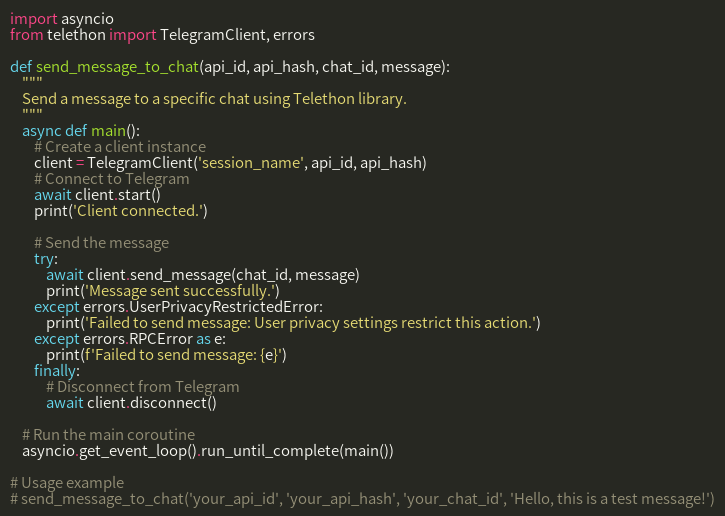 import asyncio
from telethon import TelegramClient, errors

def send_message_to_chat(api_id, api_hash, chat_id, message):
    """
    Send a message to a specific chat using Telethon library.
    """
    async def main():
        # Create a client instance
        client = TelegramClient('session_name', api_id, api_hash)
        # Connect to Telegram
        await client.start()
        print('Client connected.')

        # Send the message
        try:
            await client.send_message(chat_id, message)
            print('Message sent successfully.')
        except errors.UserPrivacyRestrictedError:
            print('Failed to send message: User privacy settings restrict this action.')
        except errors.RPCError as e:
            print(f'Failed to send message: {e}')
        finally:
            # Disconnect from Telegram
            await client.disconnect()

    # Run the main coroutine
    asyncio.get_event_loop().run_until_complete(main())

# Usage example
# send_message_to_chat('your_api_id', 'your_api_hash', 'your_chat_id', 'Hello, this is a test message!')